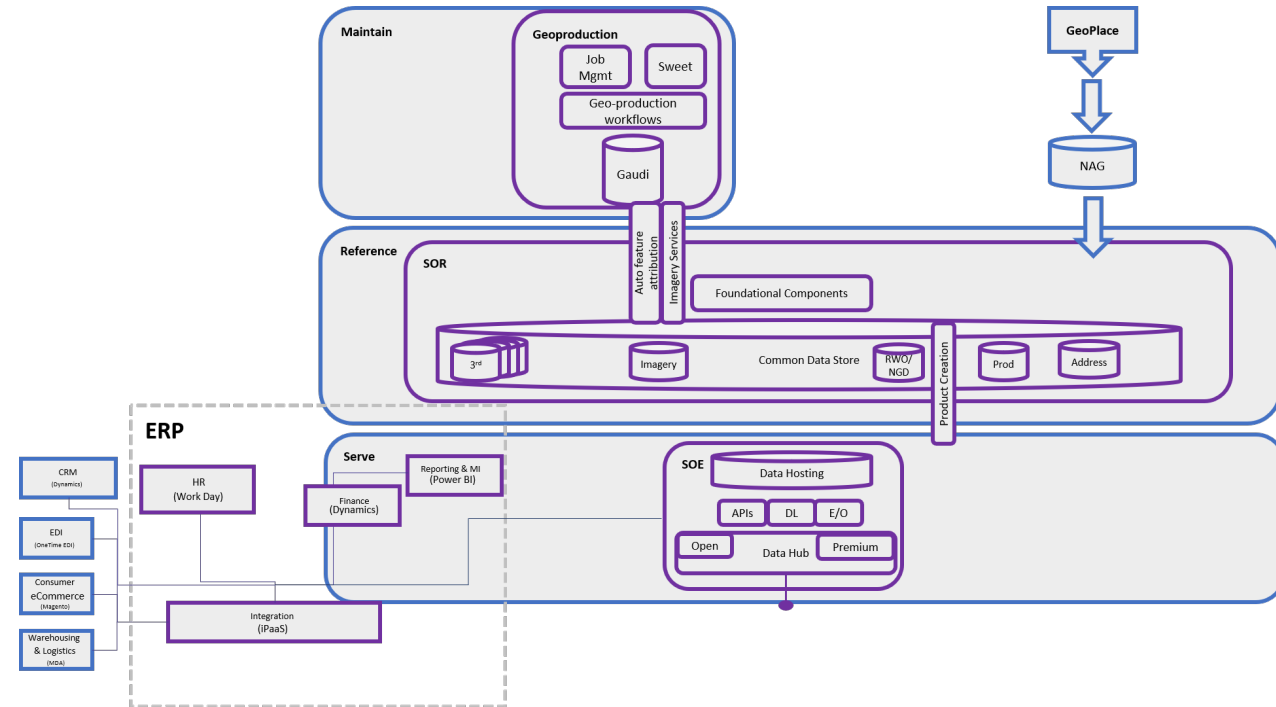 Maintain
Geoproduction
Job
Mgmt
Sweet
Geo-production
workflows
Gaudi
GeoPlace
NAG
Reference
SOR
Auto feature
attribution
Imagery Services
Foundational Components
3rd
Imagery
Common Data Store
RWO/
NGD
Product Creation
Prod
Address
ERP
CRM
(Dynamics)
EDI
(OneTime EDI)
Consumer
eCommerce
(Magento)
Warehousing
& Logistics
(MDA)
HR
(Work Day)
Serve
Reporting & MI
(Power BI)
Finance
(Dynamics)
Integration
(iPaaS)
SOE
Data Hosting
APIs
DL
E/O
Open
Data Hub
Premium